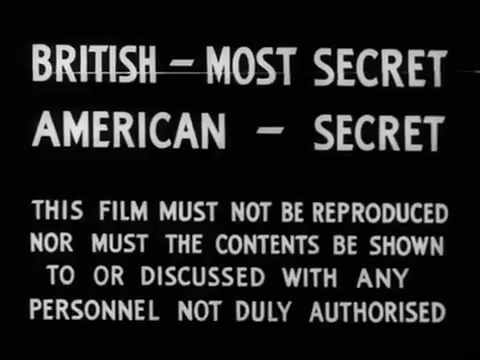 BRITISH – MOST SECRET
AMERICAN – SECRET
THIS FILM MUST NOT BE REPRODUCED
NOR MUST THE CONTENTS BE SHOWN
TO OR DISCUSSED WITH ANY
PERSONNEL NOT DULY AUTHORISED